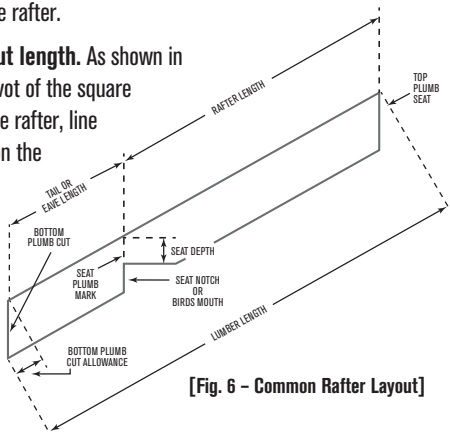 e rafter.
ut length. As shown in
vot of the square
e rafter, line
n the
RAFTER LENGTH
TOP
PLUMB
SEAT
TAIL OR
EAVE LENGTH
BOTTOM
PLUMB CUT
SEAT DEPTH
SEAT
PLUMB
MARK
SEAT NOTCH
OR
BIRDS MOUTH
LUMBER LENGTH
BOTTOM PLUMB
CUT ALLOWANCE
[Fig. 6 – Common Rafter Layout]